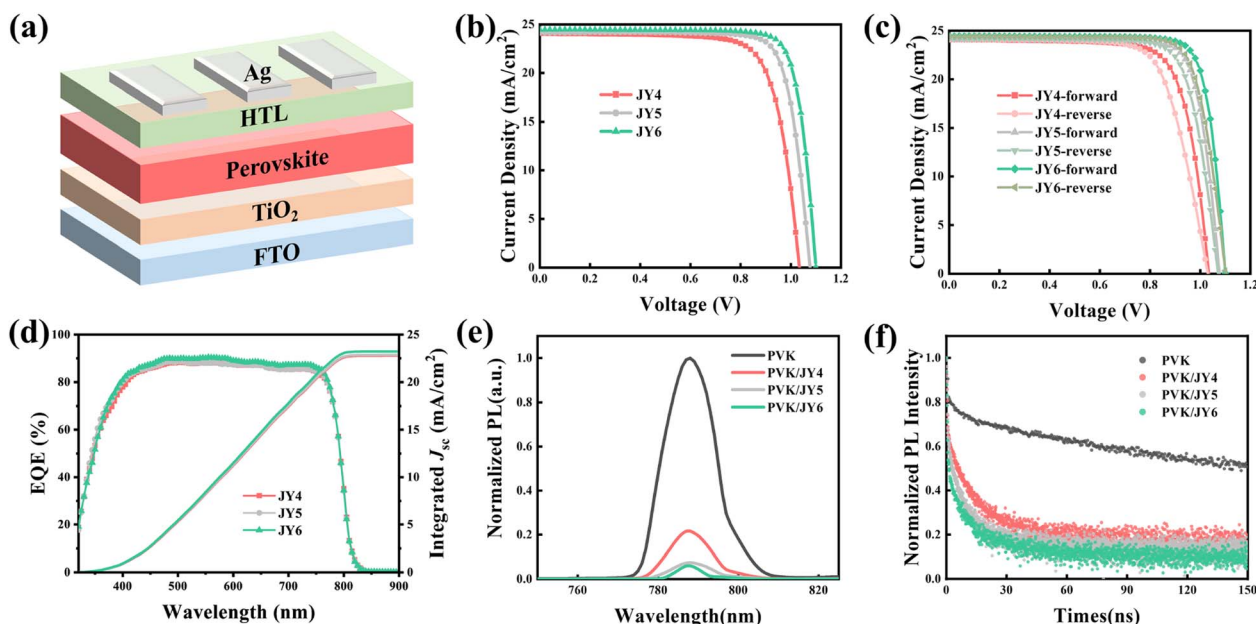 (a)
Ag
HTL
Perovskite
TiO₂
FTO
(b)
Current Density (mA/cm²)
25
20
15
10
5
0
JY4
JY5
JY6
0.0 0.2 0.4 0.6 0.8 1.0 1.2
Voltage (V)
(c)
Current Density (mA/cm²)
25
20
15
10
5
0
JY4-forward
JY4-reverse
JY5-forward
JY5-reverse
JY6-forward
JY6-reverse
0.0 0.2 0.4 0.6 0.8 1.0 1.2
Voltage (V)
(d)
EQE (%)
100
80
60
40
20
0
JY4
JY5
JY6
25
20
15
10
5
0
Integrated Jsc (mA/cm²)
400 500 600 700 800 900
Wavelength (nm)
(e)
Normalized PL(a.u.)
1.0
0.8
0.6
0.4
0.2
0.0
PVK
PVK/JY4
PVK/JY5
PVK/JY6
760 780 800 820
Wavelength(nm)
(f)
Normalized PL Intensity
1.0
0.8
0.6
0.4
0.2
0.0
PVK
PVK/JY4
PVK/JY5
PVK/JY6
0 30 60 90 120 150
Times(ns)